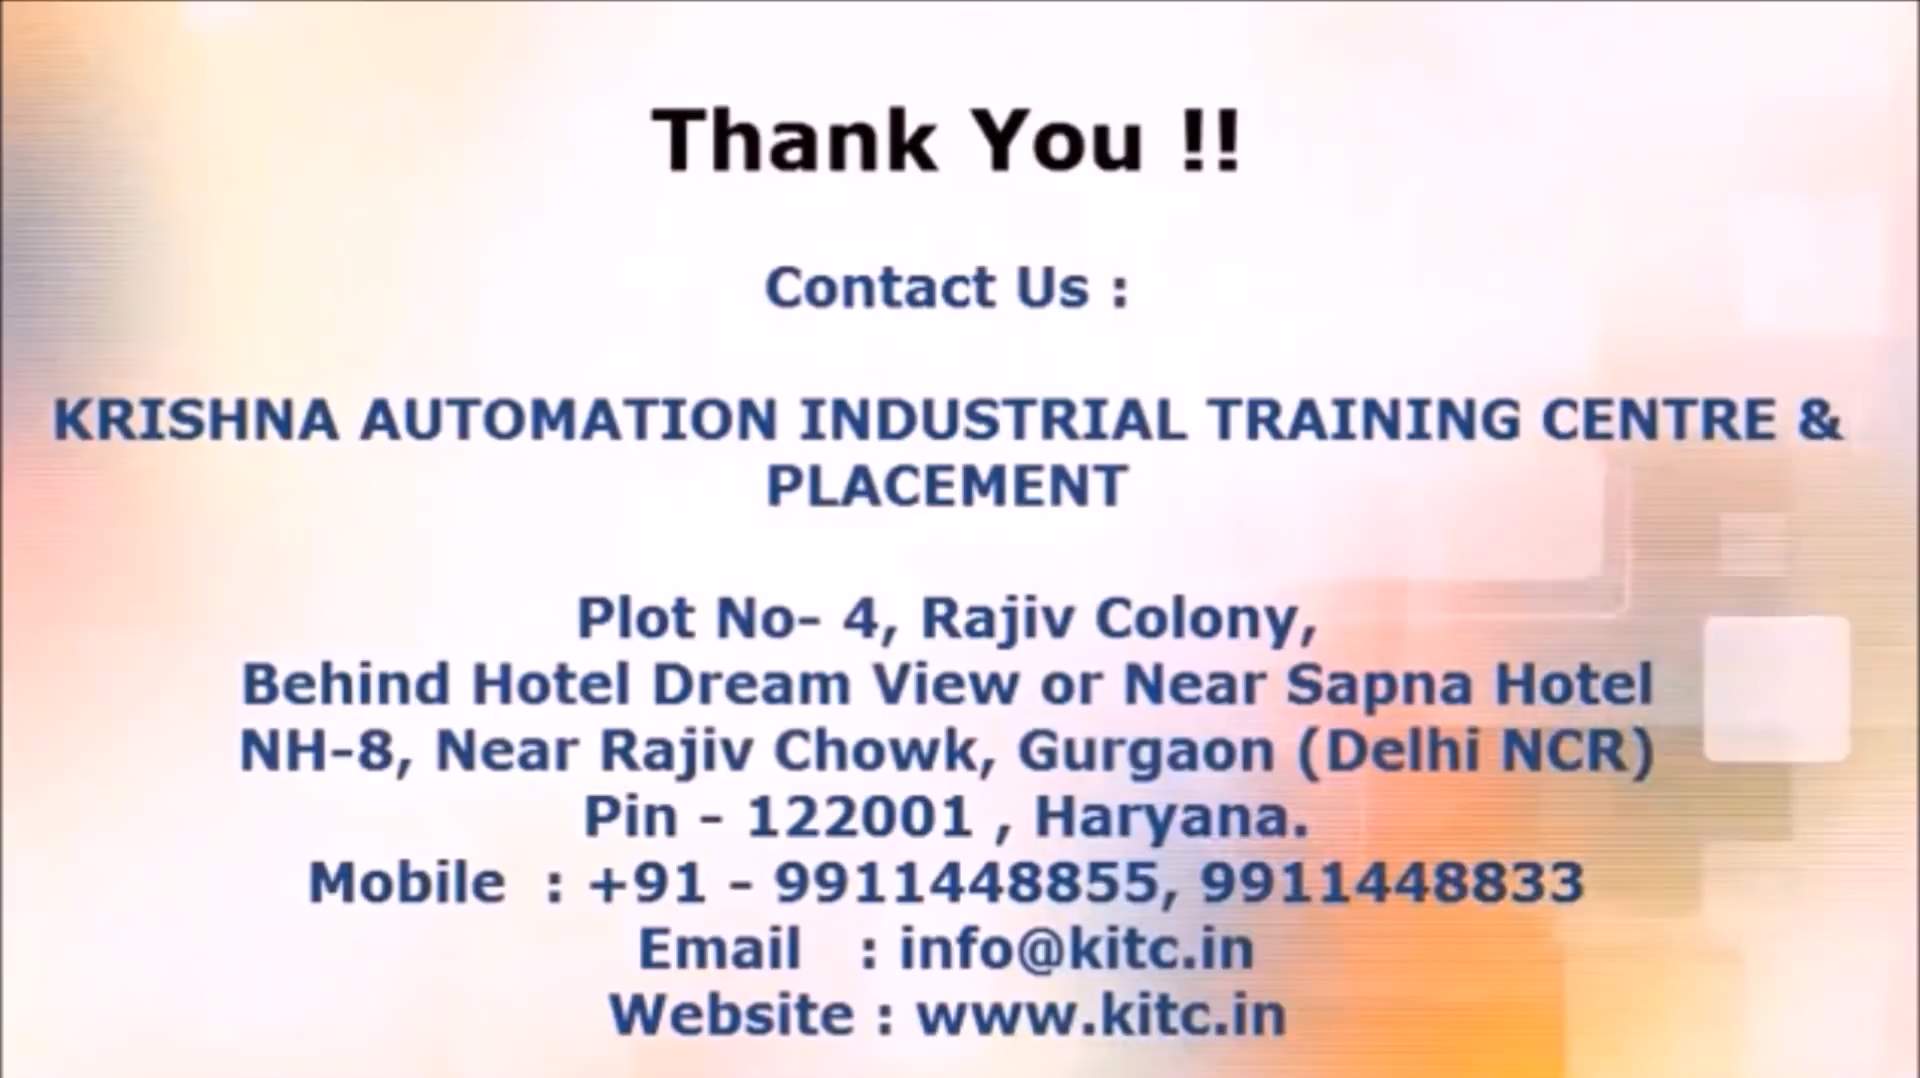 Thank You !!
Contact Us :
KRISHNA AUTOMATION INDUSTRIAL TRAINING CENTRE &
PLACEMENT
Plot No- 4, Rajiv Colony,
Behind Hotel Dream View or Near Sapna Hotel
NH-8, Near Rajiv Chowk, Gurgaon (Delhi NCR)
Pin - 122001 , Haryana.
Mobile : +91 - 9911448855, 9911448833
Email : info@kitc.in
Website : www.kitc.in